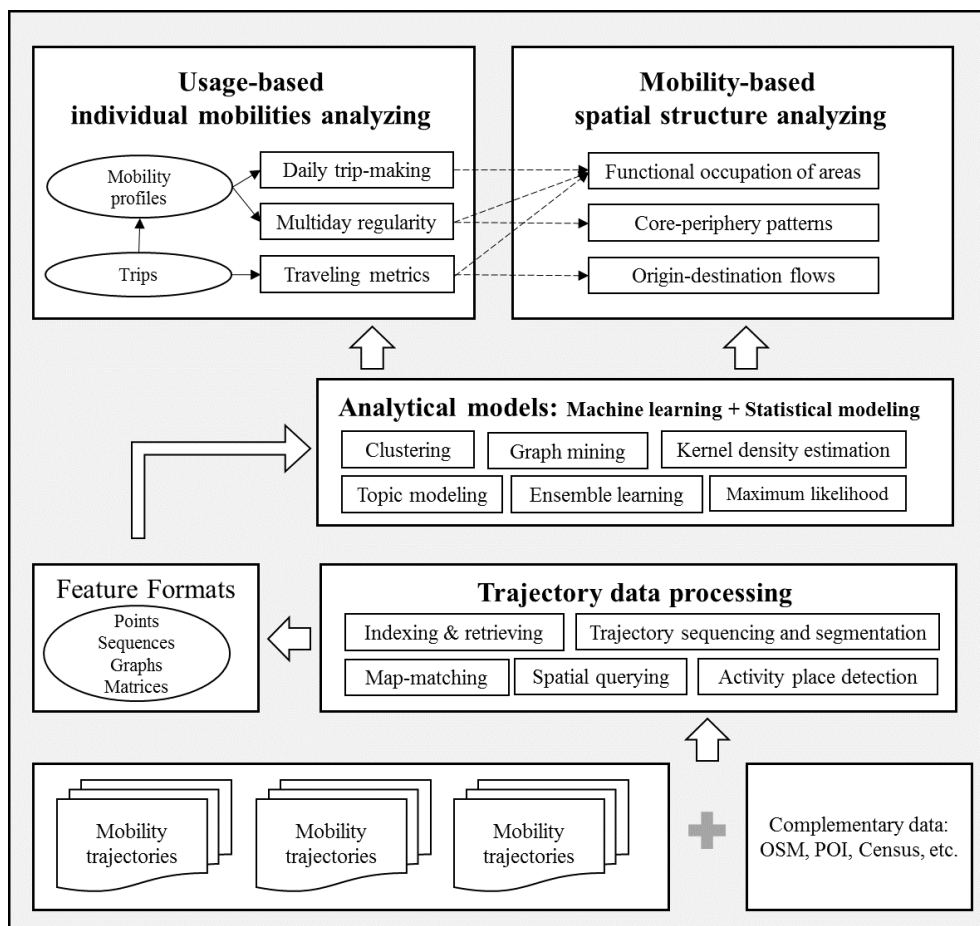 Usage-based
individual mobilities analyzing
Mobility
profiles
Trips
Daily trip-making
Multiday regularity
Traveling metrics
Mobility-based
spatial structure analyzing
Functional occupation of areas
Core-periphery patterns
Origin-destination flows
Analytical models: Machine learning + Statistical modeling
Clustering
Graph mining
Kernel density estimation
Topic modeling
Ensemble learning
Maximum likelihood
Feature Formats
Points
Sequences
Graphs
Matrices
Trajectory data processing
Indexing & retrieving
Trajectory sequencing and segmentation
Map-matching
Spatial querying
Activity place detection
Mobility
trajectories
Mobility
trajectories
Mobility
trajectories
Complementary data:
OSM, POI, Census, etc.